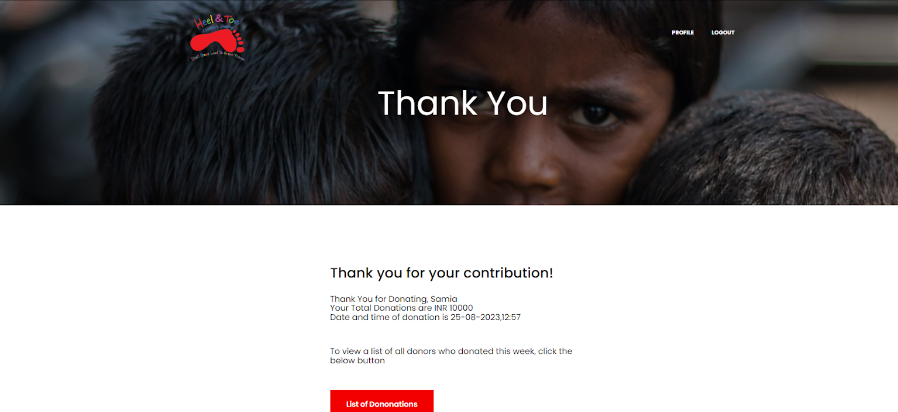 Heel & Toe
PROFILE LOGOUT
Thank You
Thank you for your contribution!
Thank You for Donating, Samia
Your Total Donations are INR 10000
Date and time of donation is 25-08-2023,12:57
To view a list of all donors who donated this week, click the
below button
List of Dononations